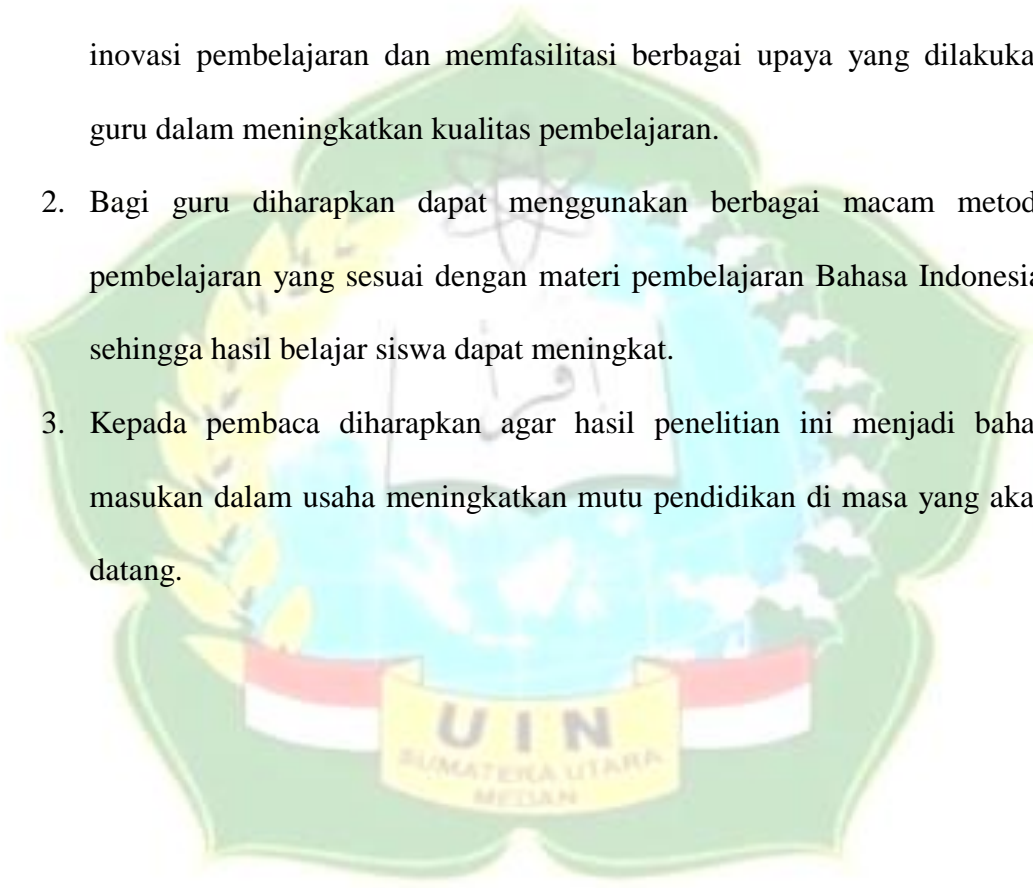 inovasi pembelajaran dan memfasilitasi berbagai upaya yang dilakuka
guru dalam meningkatkan kualitas pembelajaran.
2. Bagi guru diharapkan dapat menggunakan berbagai macam metod
pembelajaran yang sesuai dengan materi pembelajaran Bahasa Indonesia
sehingga hasil belajar siswa dapat meningkat.
3. Kepada pembaca diharapkan agar hasil penelitian ini menjadi baha
masukan dalam usaha meningkatkan mutu pendidikan di masa yang aka
datang.
UIN
SUMATERA UTARA
MEDAN